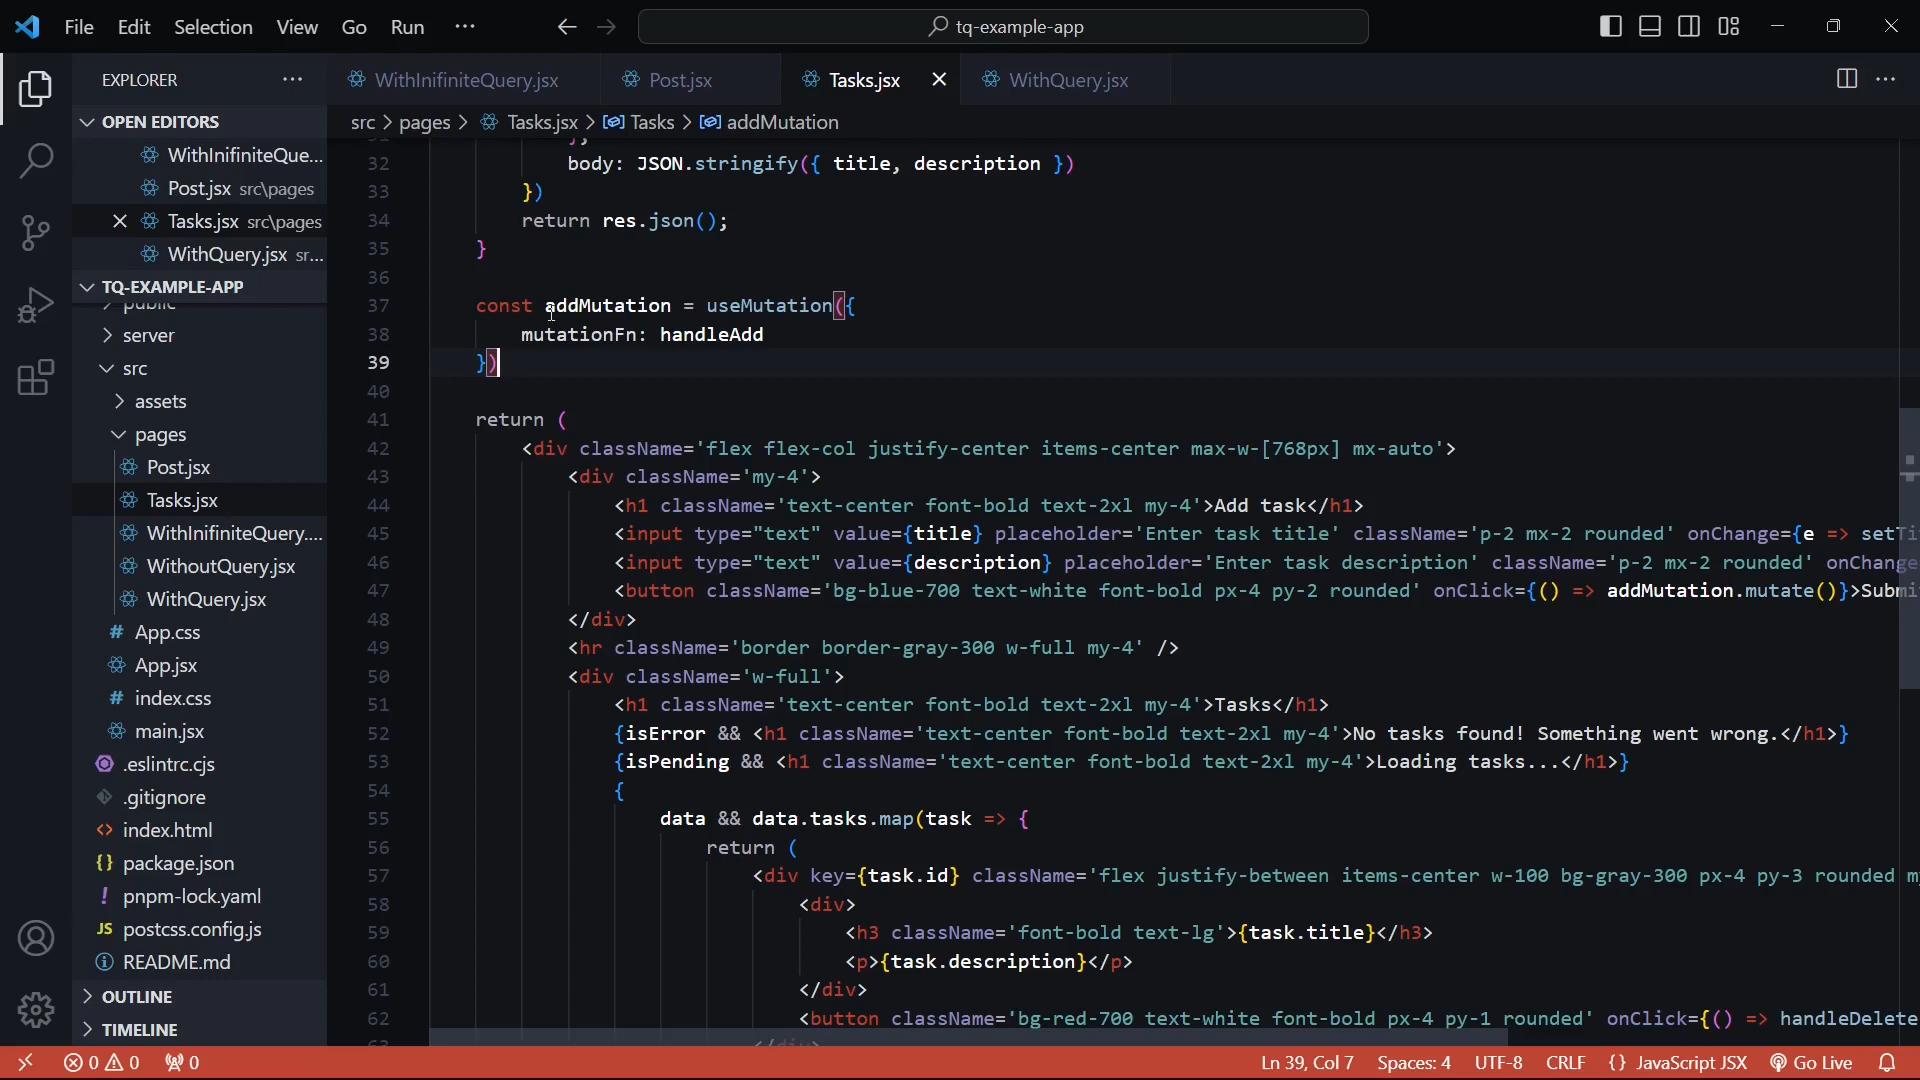 File Edit Selection View Go Run ··· tq-example-app
EXPLORER ···
OPEN EDITORS
WithInifiniteQue...
Post.jsx src\pages
Tasks.jsx src\pages
WithQuery.jsx sr...
TQ-EXAMPLE-APP
public
server
src
assets
pages
Post.jsx
Tasks.jsx
WithInifiniteQuery....
WithoutQuery.jsx
WithQuery.jsx
App.css
App.jsx
index.css
main.jsx
.eslintrc.cjs
.gitignore
index.html
package.json
pnpm-lock.yaml
postcss.config.js
README.md
OUTLINE
TIMELINE
WithInifiniteQuery.jsx Post.jsx Tasks.jsx WithQuery.jsx
src > pages > Tasks.jsx > Tasks > addMutation
32 body: JSON.stringify({ title, description })
33 })
34 return res.json();
35 }
36
37 const addMutation = useMutation({
38 mutationFn: handleAdd
39 })
40
41 return (
42 <div className='flex flex-col justify-center items-center max-w-[768px] mx-auto'>
43 <div className='my-4'>
44 <h1 className='text-center font-bold text-2xl my-4'>Add task</h1>
45 <input type="text" value={title} placeholder='Enter task title' className='p-2 mx-2 rounded' onChange={e => setTi
46 <input type="text" value={description} placeholder='Enter task description' className='p-2 mx-2 rounded' onChange
47 <button className='bg-blue-700 text-white font-bold px-4 py-2 rounded' onClick={() => addMutation.mutate()}>Submi
48 </div>
49 <hr className='border border-gray-300 w-full my-4' />
50 <div className='w-full'>
51 <h1 className='text-center font-bold text-2xl my-4'>Tasks</h1>
52 {isError && <h1 className='text-center font-bold text-2xl my-4'>No tasks found! Something went wrong.</h1>}
53 {isPending && <h1 className='text-center font-bold text-2xl my-4'>Loading tasks...</h1>}
54 {
55 data && data.tasks.map(task => {
56 return (
57 <div key={task.id} className='flex justify-between items-center w-100 bg-gray-300 px-4 py-3 rounded m
58 <div>
59 <h3 className='font-bold text-lg'>{task.title}</h3>
60 <p>{task.description}</p>
61 </div>
62 <button className='bg-red-700 text-white font-bold px-4 py-1 rounded' onClick={() => handleDelete
0 0 0 Ln 39, Col 7 Spaces: 4 UTF-8 CRLF {} JavaScript JSX Go Live